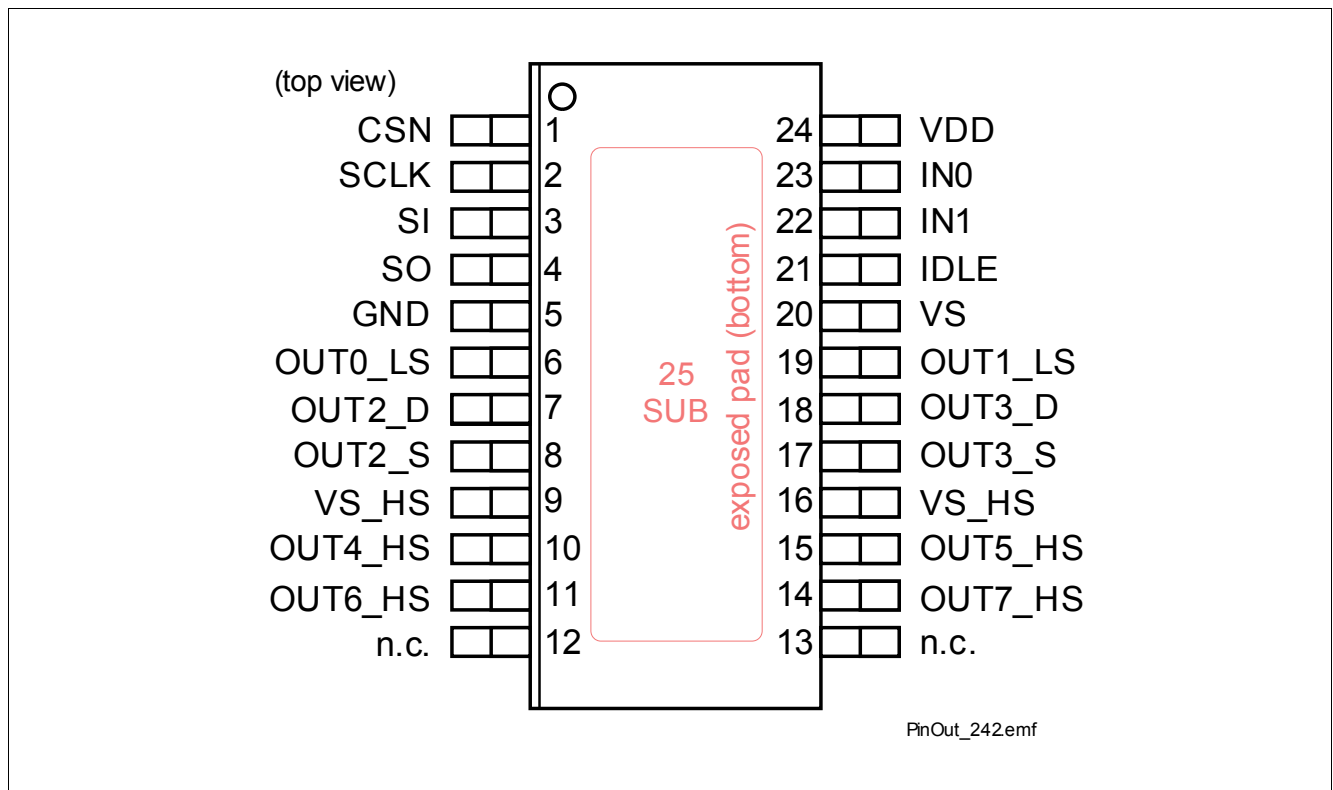 (top view)
CSN 1 24 VDD
SCLK 2 23 IN0
SI 3 22 IN1
SO 4 21 IDLE
GND 5 20 VS
OUT0_LS 6 19 OUT1_LS
OUT2_D 7 18 OUT3_D
OUT2_S 8 17 OUT3_S
VS_HS 9 16 VS_HS
OUT4_HS 10 15 OUT5_HS
OUT6_HS 11 14 OUT7_HS
n.c. 12 13 n.c.
25
SUB
exposed pad (bottom)
PinOut_242.emf